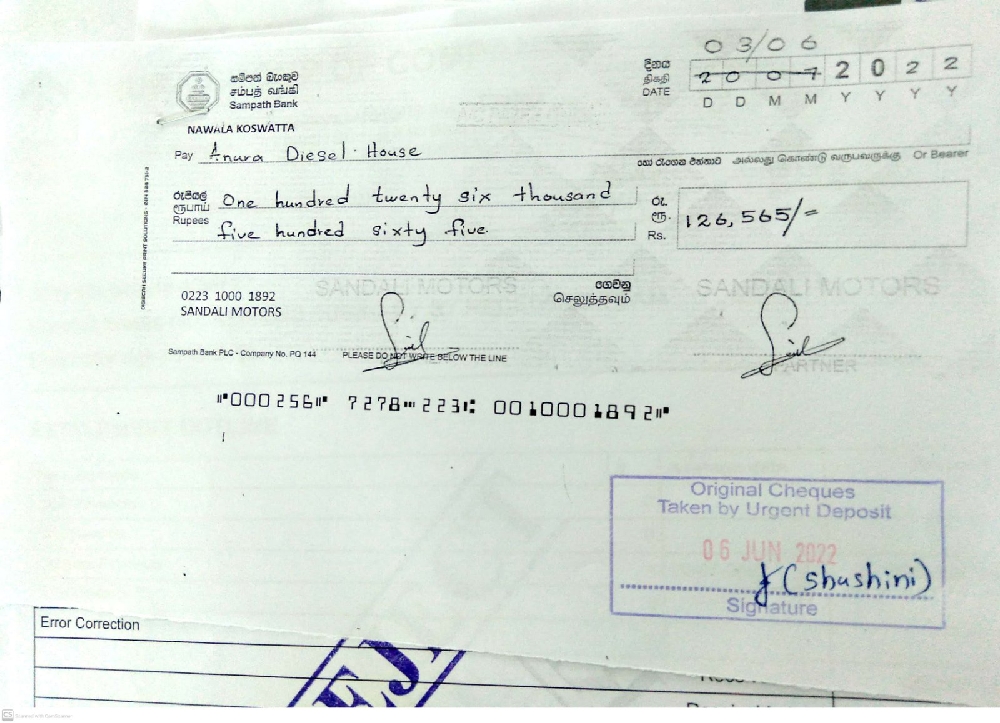 03/06
සම්පත් බැංකුව
சம்பத் வங்கி
Sampath Bank
දිනය
திகதி
DATE
20 07 2022
D D M M Y Y Y Y
NAWALA KOSWATTA
Pay Anura Diesel House
හෝ රැගෙන එන්නාට அல்லது கொண்டு வருபவருக்கு Or Bearer
රුපියල්
ரூபாய்
Rupees
One hundred twenty six thousand
five hundred sixty five
රු.
ரூ.
Rs.
126,565/=
ගෙවනු
செலுத்தவும்
0223 1000 1892
SANDALI MOTORS
SANDALI MOTORS
SANDALI MOTORS
Sampath Bank PLC - Company No. PQ 144
PLEASE DO NOT WRITE BELOW THE LINE
PARTNER
⑈000256⑈ 7278⑉223⑆ 0010001892⑈
Original Cheques
Taken by Urgent Deposit
06 JUN 2022
(Shashini)
Signature
Error Correction
Scanned with CamScanner